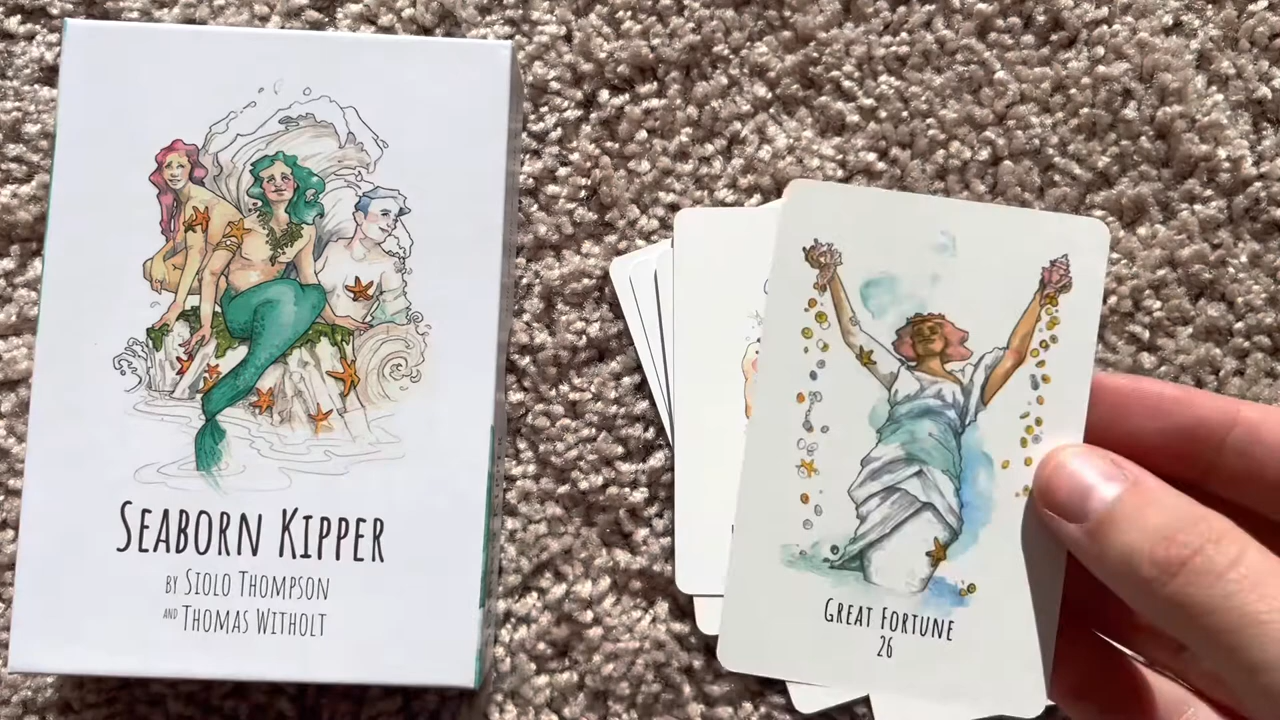 SEABORN KIPPER
BY SIOLO THOMPSON
AND THOMAS WITHOLT
GREAT FORTUNE
26